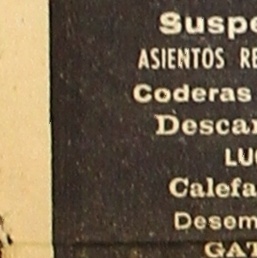 Suspe
ASIENTOS RE
Coderas
Descar
LU
Calefa
Desem
GAT